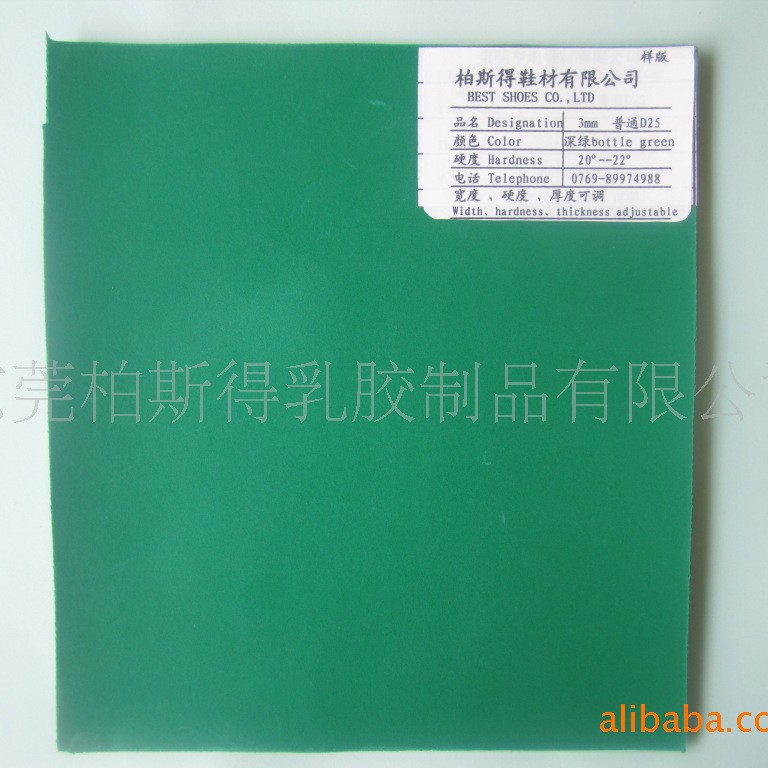 样版
柏斯得鞋材有限公司
BEST SHOES CO.,LTD
品名 Designation 3mm 普通D25
颜色 Color 深绿bottle green
硬度 Hardness 20°--22°
电话 Telephone 0769-89974988
宽度 、硬度 、厚度可调
Width、hardness、thickness adjustable
莞柏斯得乳胶制品有限公
alibaba.co